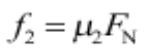 f₂ = μ₂F_N